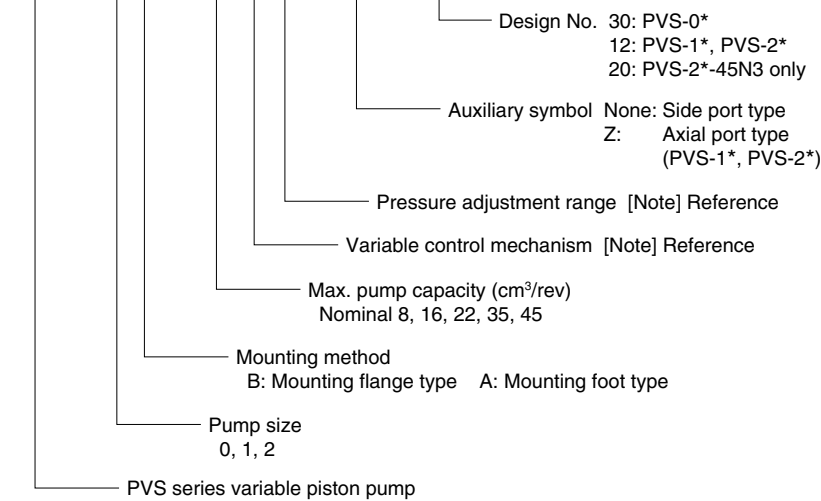 Design No. 30: PVS-0*
12: PVS-1*, PVS-2*
20: PVS-2*-45N3 only
Auxiliary symbol None: Side port type
Z: Axial port type
(PVS-1*, PVS-2*)
Pressure adjustment range [Note] Reference
Variable control mechanism [Note] Reference
Max. pump capacity (cm³/rev)
Nominal 8, 16, 22, 35, 45
Mounting method
B: Mounting flange type A: Mounting foot type
Pump size
0, 1, 2
PVS series variable piston pump